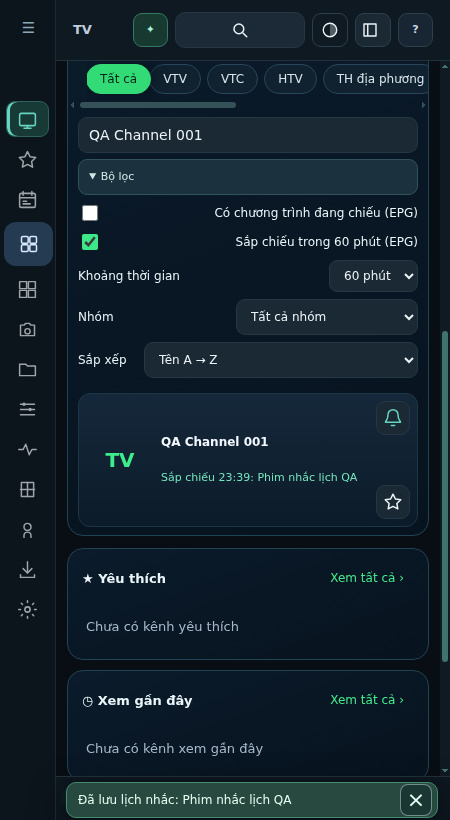 TV
?
Tất cả
VTV
VTC
HTV
TH địa phương
QA Channel 001
▼ Bộ lọc
Có chương trình đang chiếu (EPG)
Sắp chiếu trong 60 phút (EPG)
Khoảng thời gian
60 phút
Nhóm
Tất cả nhóm
Sắp xếp
Tên A → Z
TV
QA Channel 001
Sắp chiếu 23:39: Phim nhắc lịch QA
★ Yêu thích
Xem tất cả ›
Chưa có kênh yêu thích
◷ Xem gần đây
Xem tất cả ›
Chưa có kênh xem gần đây
Đã lưu lịch nhắc: Phim nhắc lịch QA